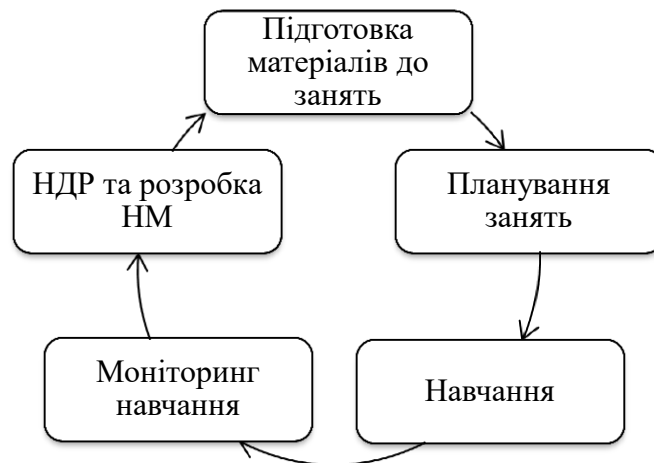 Підготовка
матеріалів до
занять
НДР та розробка
НМ
Планування
занять
Моніторинг
навчання
Навчання